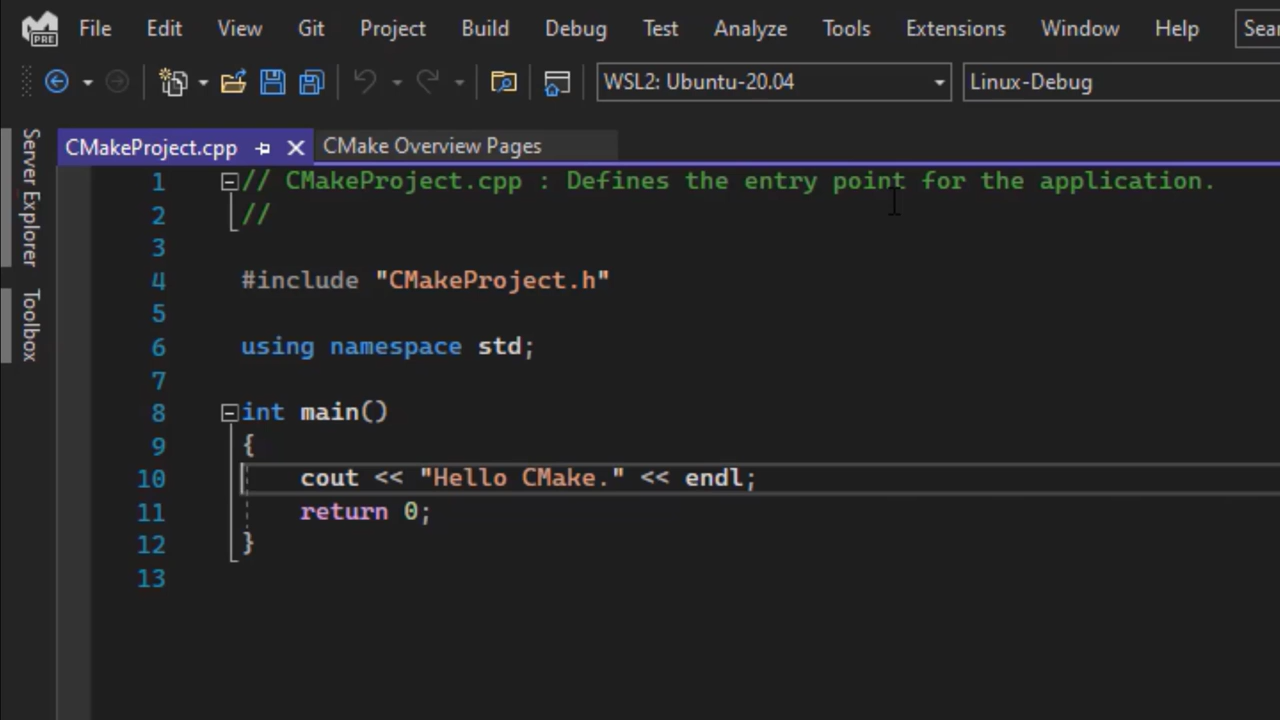 PRE File Edit View Git Project Build Debug Test Analyze Tools Extensions Window Help
WSL2: Ubuntu-20.04 Linux-Debug
Server Explorer
Toolbox
CMakeProject.cpp CMake Overview Pages
1 // CMakeProject.cpp : Defines the entry point for the application.
2 //
3
4 #include "CMakeProject.h"
5
6 using namespace std;
7
8 int main()
9 {
10 cout << "Hello CMake." << endl;
11 return 0;
12 }
13